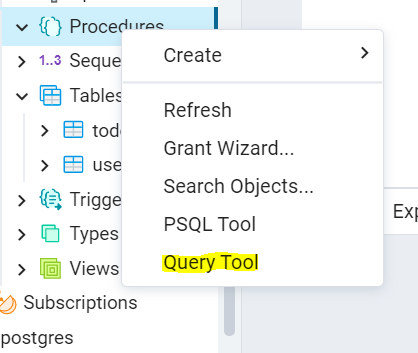 Procedures
Create
1..3 Seque
Tables
Refresh
tod
Grant Wizard...
use
Search Objects...
Trigge
PSQL Tool
Exp
Types
Query Tool
Views
Subscriptions
postgres